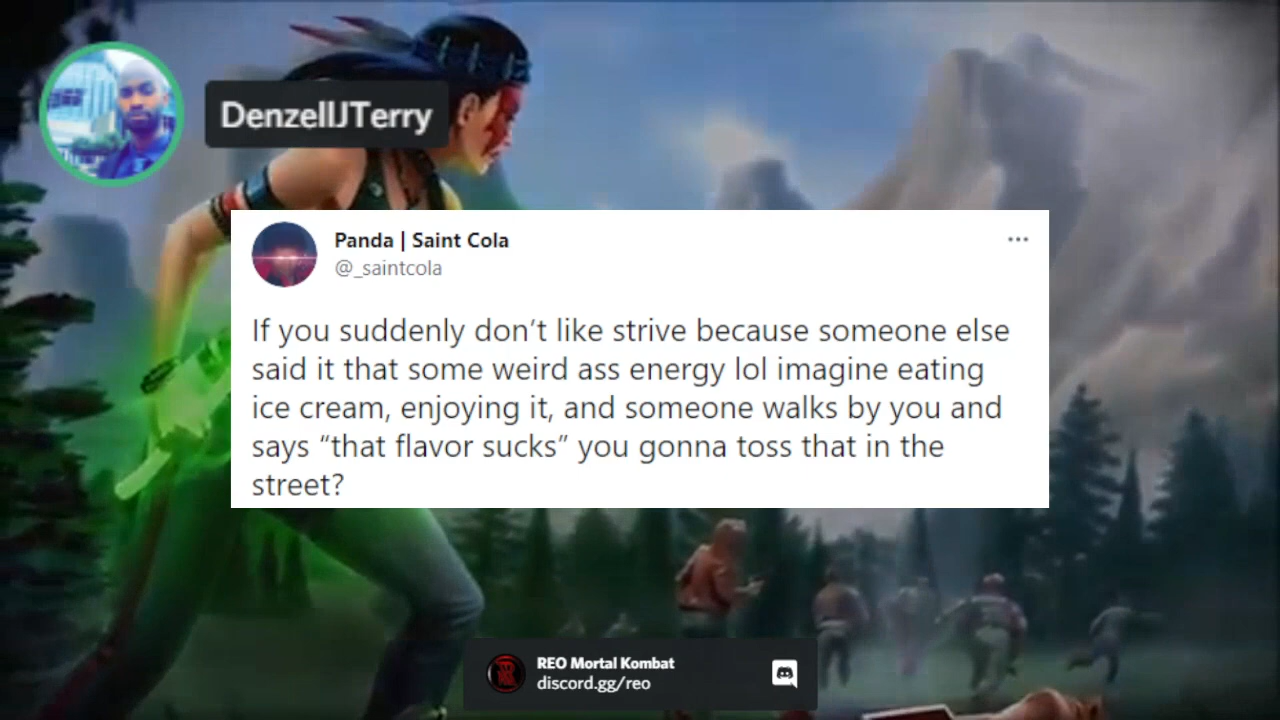 DenzellJTerry
Panda | Saint Cola
@_saintcola
If you suddenly don’t like strive because someone else
said it that some weird ass energy lol imagine eating
ice cream, enjoying it, and someone walks by you and
says “that flavor sucks” you gonna toss that in the
street?
REO Mortal Kombat
discord.gg/reo